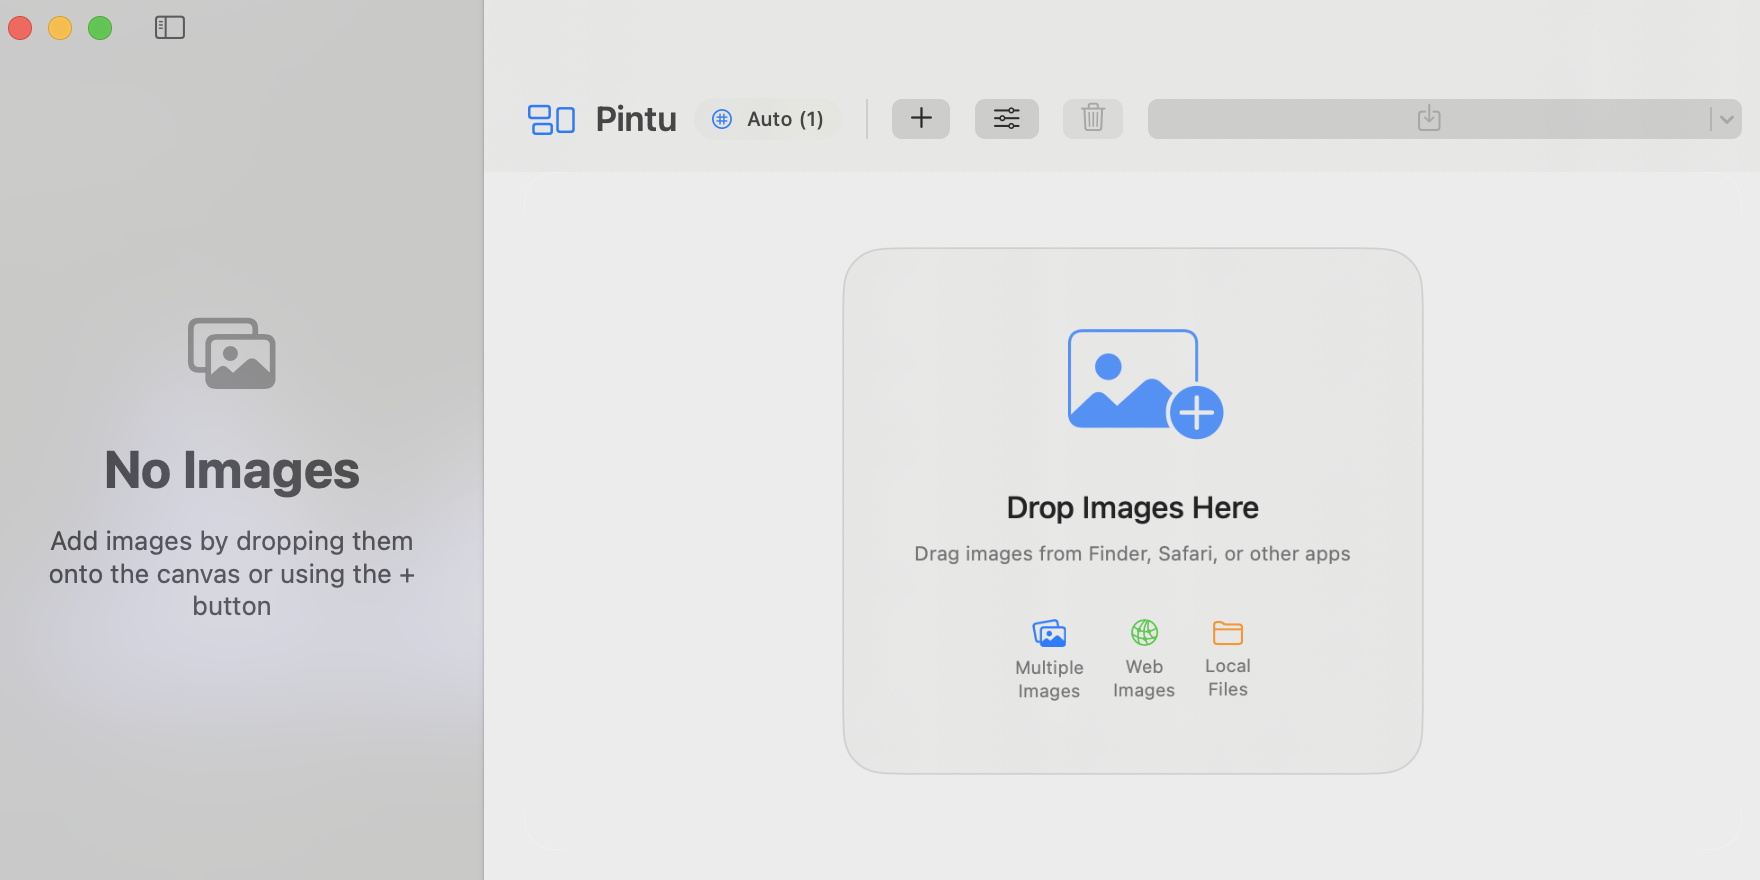 No Images
Add images by dropping them
onto the canvas or using the +
button
Pintu
Auto (1)
Drop Images Here
Drag images from Finder, Safari, or other apps
Multiple
Images
Web
Images
Local
Files